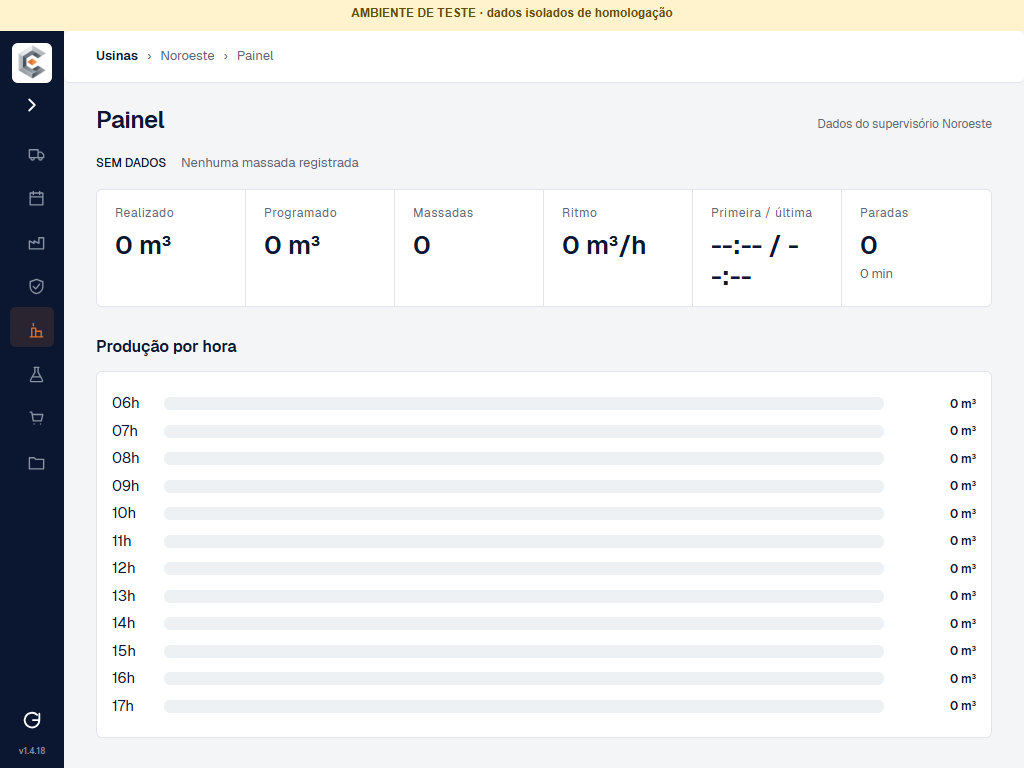 AMBIENTE DE TESTE · dados isolados de homologação
Usinas › Noroeste › Painel
Painel
Dados do supervisório Noroeste
SEM DADOS Nenhuma massada registrada
Realizado
0 m³
Programado
0 m³
Massadas
0
Ritmo
0 m³/h
Primeira / última
--:-- / -
-:--
Paradas
0
0 min
Produção por hora
06h 0 m³
07h 0 m³
08h 0 m³
09h 0 m³
10h 0 m³
11h 0 m³
12h 0 m³
13h 0 m³
14h 0 m³
15h 0 m³
16h 0 m³
17h 0 m³
v1.4.18